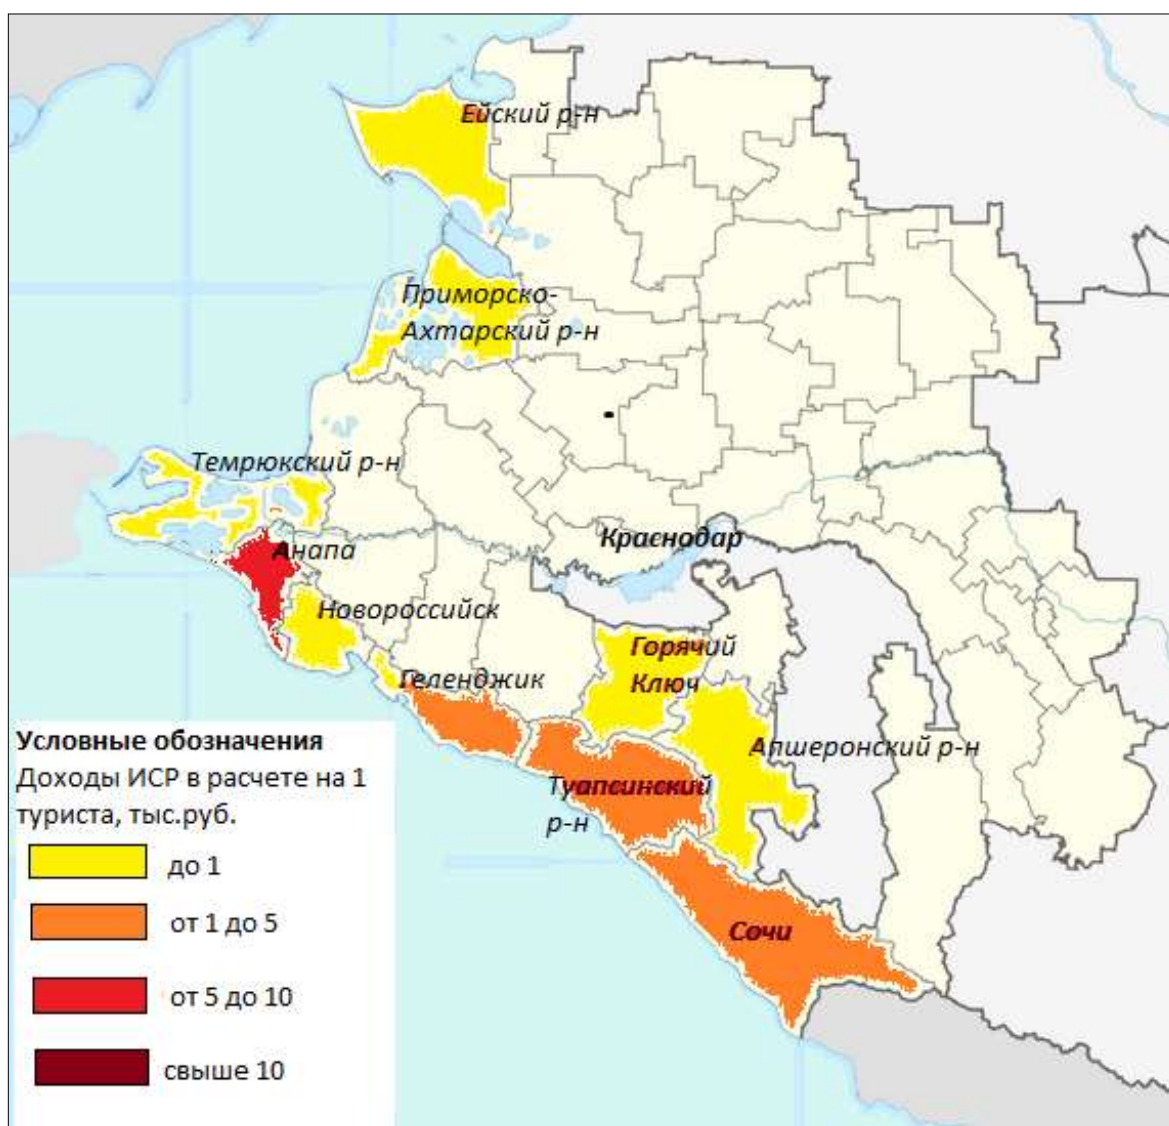 Ейский р-н
Приморско-
Ахтарский р-н
Темрюкский р-н
Анапа
Краснодар
Новороссийск
Горячий
Ключ
Геленджик
Апшеронский р-н
Туапсинский
р-н
Сочи
Условные обозначения
Доходы ИСР в расчете на 1
туриста, тыс.руб.
до 1
от 1 до 5
от 5 до 10
свыше 10